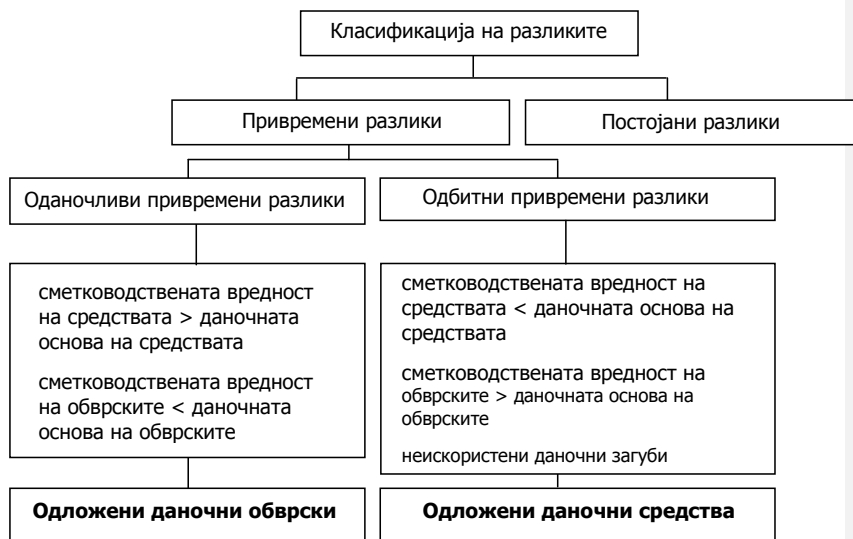 Класификација на разликите
Привремени разлики
Постојани разлики
Оданочливи привремени разлики
Одбитни привремени разлики
сметководствената вредност
на средствата > даночната
основа на средствата
сметководствената вредност
на обврските < даночната
основа на обврските
сметководствената вредност на
средствата < даночната основа на
средствата
сметководствената вредност на
обврските > даночната основа на
обврските
неискористени даночни загуби
Одложени даночни обврски
Одложени даночни средства